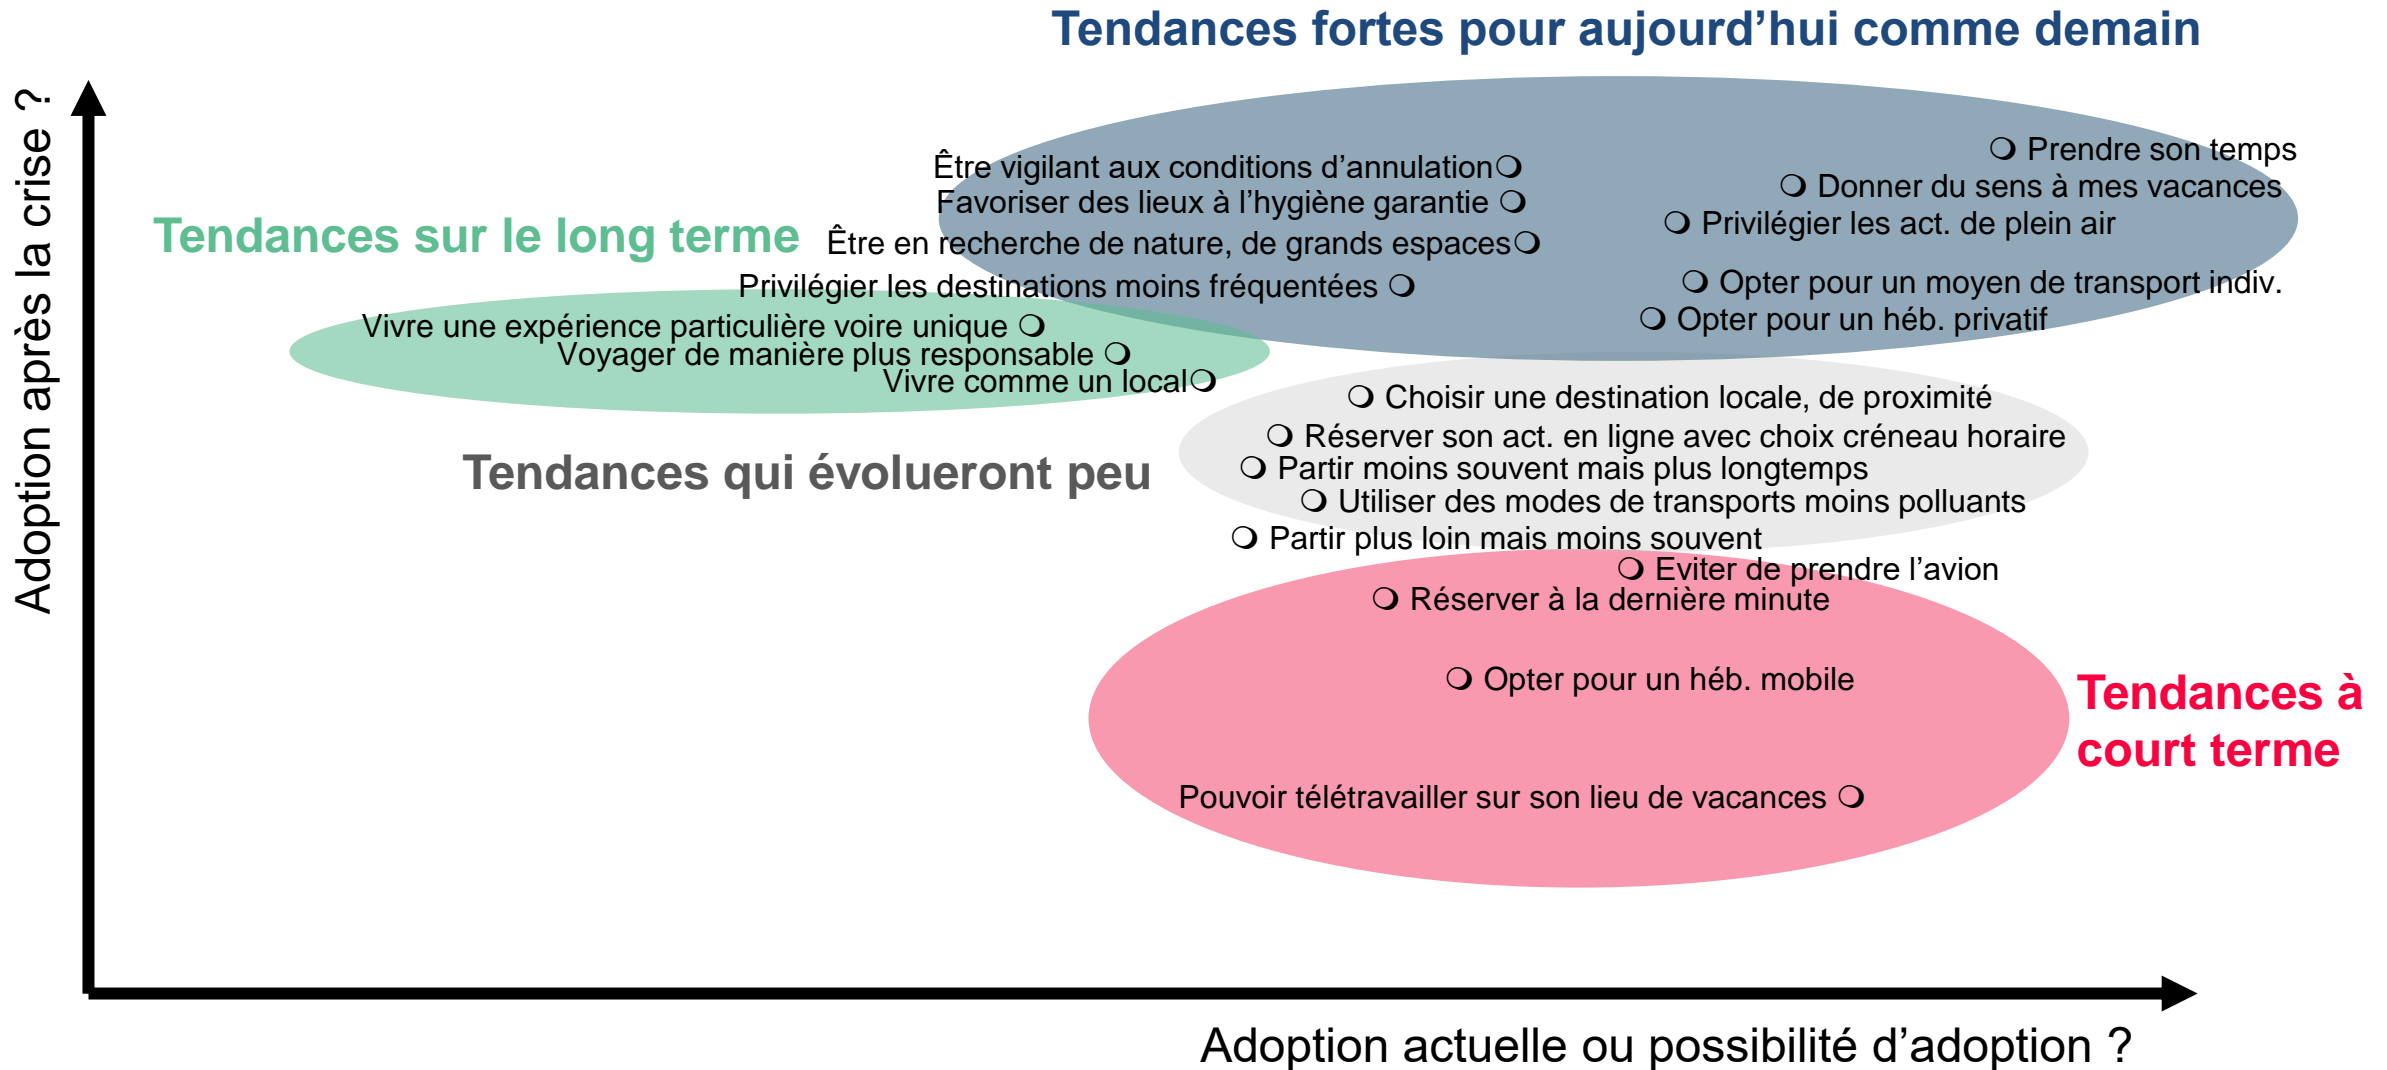 Tendances fortes pour aujourd’hui comme demain
Adoption après la crise ?
Prendre son temps
Être vigilant aux conditions d’annulation
Donner du sens à mes vacances
Favoriser des lieux à l’hygiène garantie
Privilégier les act. de plein air
Tendances sur le long terme
Être en recherche de nature, de grands espaces
Opter pour un moyen de transport indiv.
Privilégier les destinations moins fréquentées
Opter pour un héb. privatif
Vivre une expérience particulière voire unique
Voyager de manière plus responsable
Vivre comme un local
Choisir une destination locale, de proximité
Réserver son act. en ligne avec choix créneau horaire
Tendances qui évolueront peu
Partir moins souvent mais plus longtemps
Utiliser des modes de transports moins polluants
Partir plus loin mais moins souvent
Eviter de prendre l’avion
Réserver à la dernière minute
Opter pour un héb. mobile
Tendances à
court terme
Pouvoir télétravailler sur son lieu de vacances
Adoption actuelle ou possibilité d’adoption ?